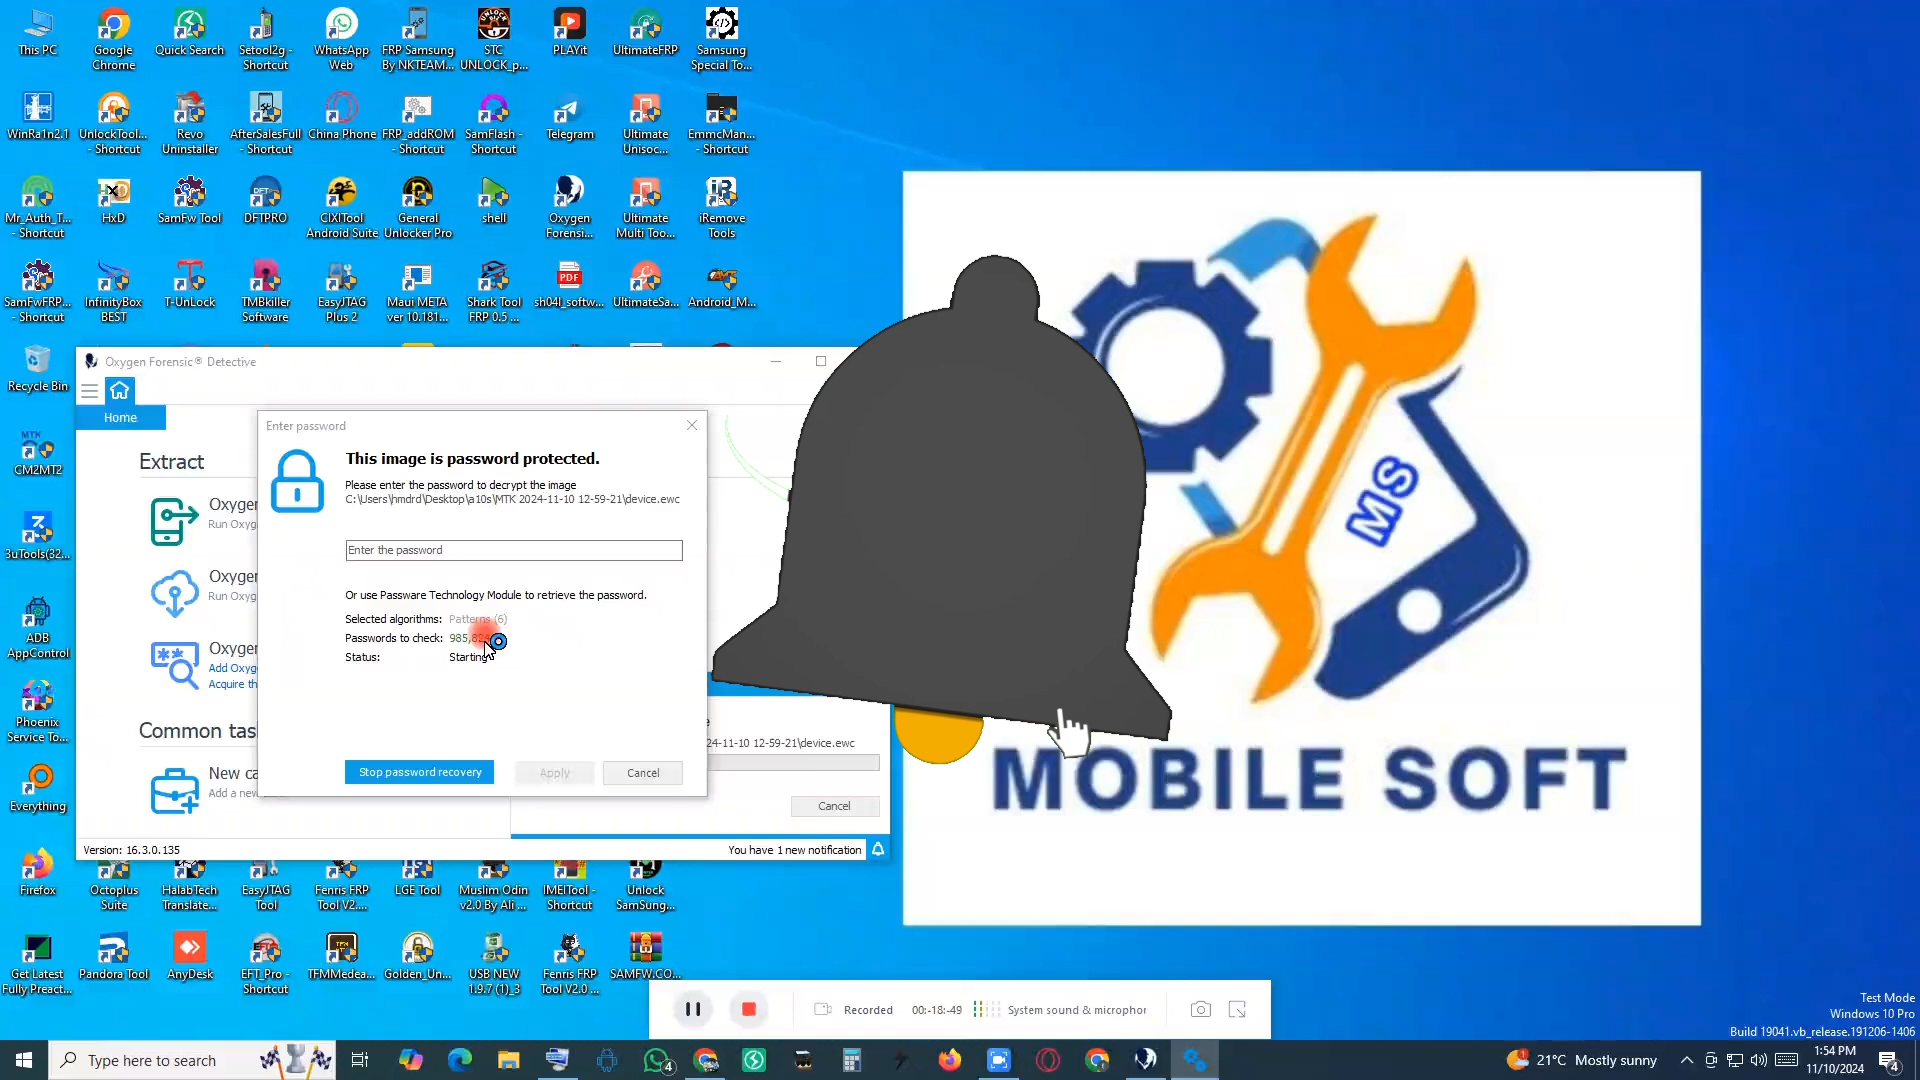 This PC
Google
Chrome
Quick Search
Setool2g -
Shortcut
WhatsApp
Web
FRP Samsung
By NKTEAM...
STC
UNLOCK_p...
PLAYit
UltimateFRP
Samsung
Special To...
WinRa1n2.1
UnlockTool...
- Shortcut
Revo
Uninstaller
AfterSalesFull
- Shortcut
China Phone
FRP_addROM
- Shortcut
SamFlash -
Shortcut
Telegram
Ultimate
Unisoc...
EmmcMan...
- Shortcut
Mr_Auth_T...
- Shortcut
HxD
SamFw Tool
DFTPRO
CIXITool
Android Suite
General
Unlocker Pro
shell
Oxygen
Forensi...
Ultimate
Multi Too...
iRemove
Tools
SamFwFRP...
- Shortcut
InfinityBox
BEST
T-UnLock
TMBkiller
Software
EasyJTAG
Plus 2
Maui META
ver 10.181...
Shark Tool
FRP 0.5 ...
PDF
sh04l_softw...
UltimateSa...
Android_M...
Recycle Bin
Oxygen Forensic® Detective
Home
Enter password
This image is password protected.
Please enter the password to decrypt the image
C:\Users\hmdrd\Desktop\a10s\MTK 2024-11-10 12-59-21\device.ewc
Enter the password
Or use Passware Technology Module to retrieve the password.
Selected algorithms: Patterns (6)
Passwords to check:
Status: Starting
Stop password recovery
Apply
Cancel
Extract
Run Oxyg
Run Oxyg
Add Oxyg
Acquire th
Common tas
New ca
Add a new
24-11-10 12-59-21\device.ewc
Cancel
Version: 16.3.0.135
You have 1 new notification
MTK
CM2MT2
3uTools(32...
ADB
AppControl
Phoenix
Service To...
Everything
MS
MOBILE SOFT
Firefox
Octoplus
Suite
HalabTech
Translate...
EasyJTAG
Tool
Fenris FRP
Tool V2....
LGE Tool
Muslim Odin
v2.0 By Ali ...
IMEITool -
Shortcut
Unlock
SamSung...
Get Latest
Fully Preact...
Pandora Tool
AnyDesk
EFT_Pro -
Shortcut
TFMMedea...
Golden_Un...
USB NEW
1.9.7 (1)_3
Fenris FRP
Tool V2.0 ...
SAMFW.CO...
Recorded 00:-18:-49 System sound & microphor
Test Mode
Windows 10 Pro
Build 19041.vb_release.191206-1406
Type here to search
4
21°C Mostly sunny
1:54 PM
11/10/2024
4